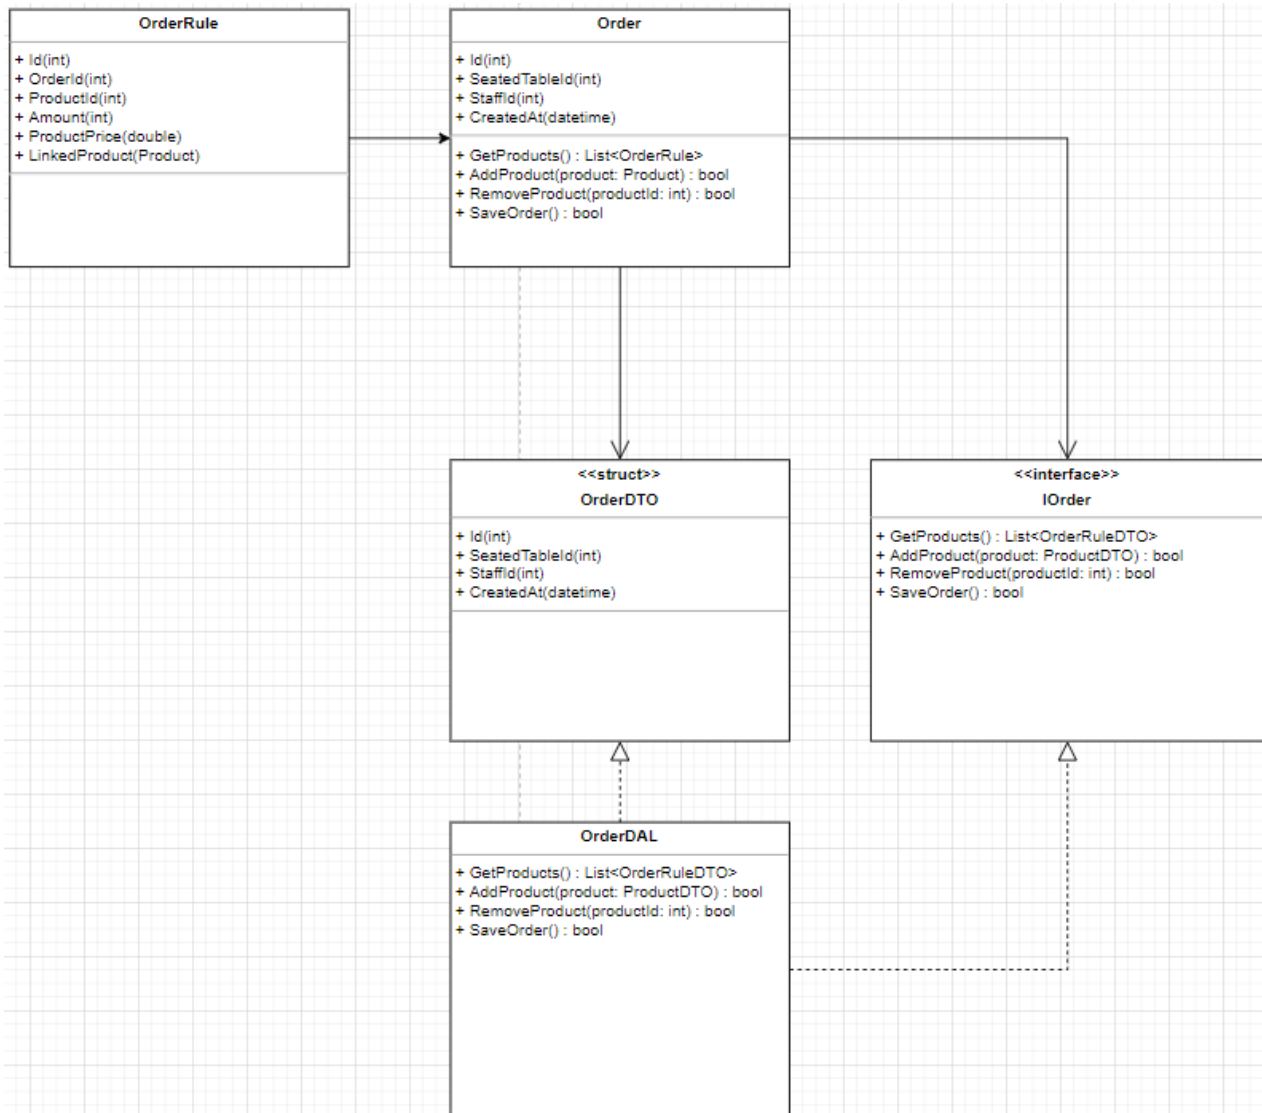 OrderRule
+ Id(int)
+ OrderId(int)
+ ProductId(int)
+ Amount(int)
+ ProductPrice(double)
+ LinkedProduct(Product)
Order
+ Id(int)
+ SeatedTableId(int)
+ StaffId(int)
+ CreatedAt(datetime)
+ GetProducts() : List<OrderRule>
+ AddProduct(product: Product) : bool
+ RemoveProduct(productId: int) : bool
+ SaveOrder() : bool
<<struct>>
OrderDTO
+ Id(int)
+ SeatedTableId(int)
+ StaffId(int)
+ CreatedAt(datetime)
<<interface>>
IOrder
+ GetProducts() : List<OrderRuleDTO>
+ AddProduct(product: ProductDTO) : bool
+ RemoveProduct(productId: int) : bool
+ SaveOrder() : bool
OrderDAL
+ GetProducts() : List<OrderRuleDTO>
+ AddProduct(product: ProductDTO) : bool
+ RemoveProduct(productId: int) : bool
+ SaveOrder() : bool